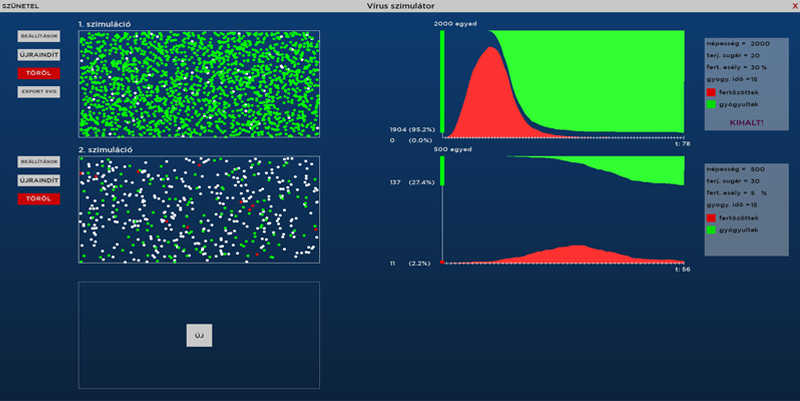 SZÜNETEL
Vírus szimulátor
X
1. szimuláció
BEÁLLÍTÁSOK
ÚJRAINDÍT
TÖRÖL
EXPORT SVG
2000 egyed
1904 (95.2%)
0 (0.0%)
t: 78
népesség = 2000
terj. sugár = 20
fert. esély = 30 %
gyogy. idő = 15
fertőzöttek
gyógyultak
KIHALT!
2. szimuláció
BEÁLLÍTÁSOK
ÚJRAINDÍT
TÖRÖL
500 egyed
137 (27.4%)
11 (2.2%)
t: 56
népesség = 500
terj. sugár = 30
fert. esély = 8 %
gyogy. idő = 15
fertőzöttek
gyógyultak
ÚJ